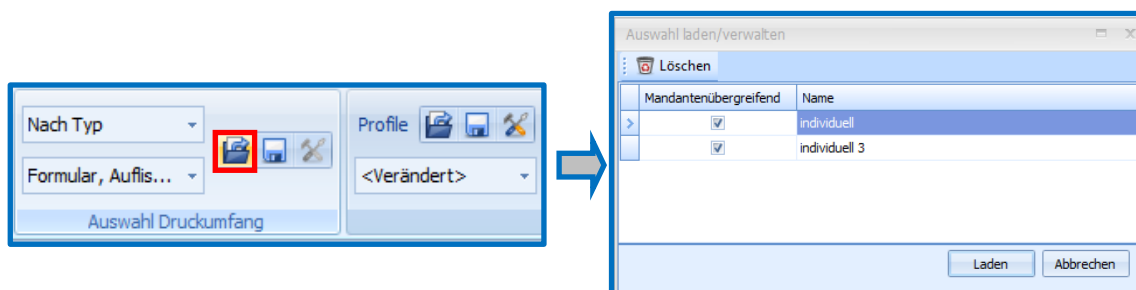 Nach Typ
Formular, Auflis...
Auswahl Druckumfang
Profile
<Verändert>
Auswahl laden/verwalten
Löschen
Mandantenübergreifend Name
individuell
individuell 3
Laden Abbrechen